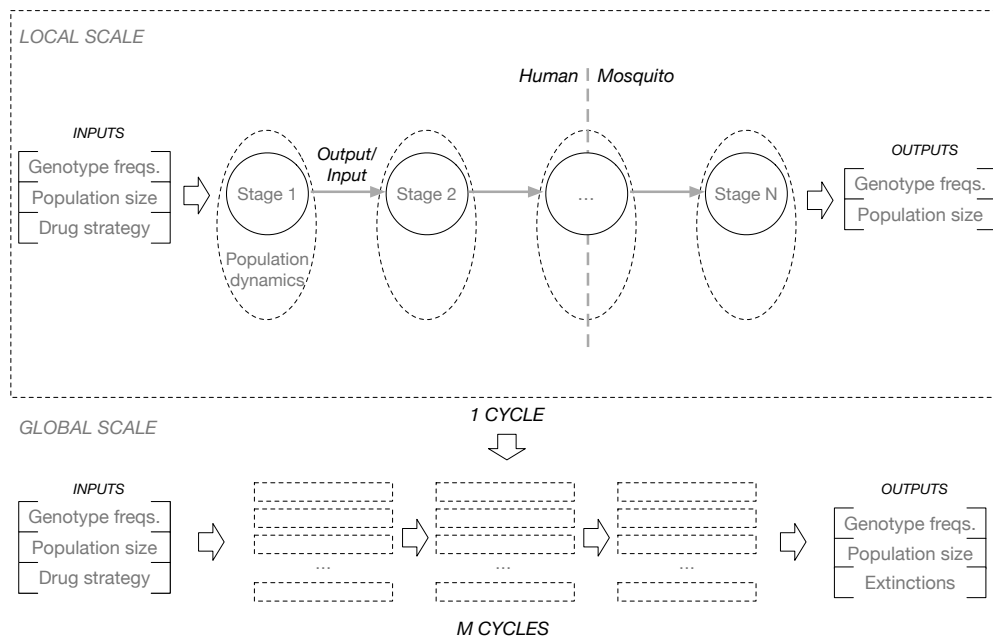 LOCAL SCALE
Human
Mosquito
INPUTS
Genotype freqs.
Population size
Drug strategy
Stage 1
Population
dynamics
Output/
Input
Stage 2
...
Stage N
OUTPUTS
Genotype freqs.
Population size
1 CYCLE
GLOBAL SCALE
INPUTS
Genotype freqs.
Population size
Drug strategy
...
...
...
OUTPUTS
Genotype freqs.
Population size
Extinctions
M CYCLES